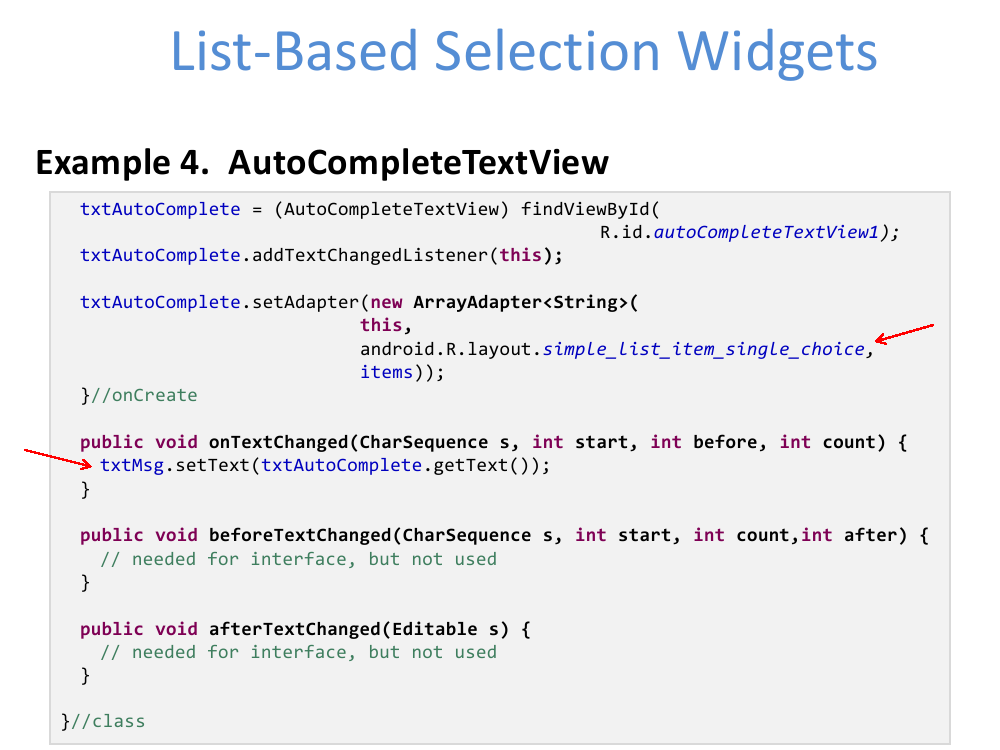 List-Based Selection Widgets
Example 4.  AutoCompleteTextView
txtAutoComplete = (AutoCompleteTextView) findViewById(
R.id.autoCompleteTextView1);
txtAutoComplete.addTextChangedListener(this);
txtAutoComplete.setAdapter(new ArrayAdapter<String>(
this,
android.R.layout.simple_list_item_single_choice,
items));
}//onCreate
public void onTextChanged(CharSequence s, int start, int before, int count) {
txtMsg.setText(txtAutoComplete.getText());
}
public void beforeTextChanged(CharSequence s, int start, int count,int after) {
// needed for interface, but not used
}
public void afterTextChanged(Editable s) {
// needed for interface, but not used
}
}//class